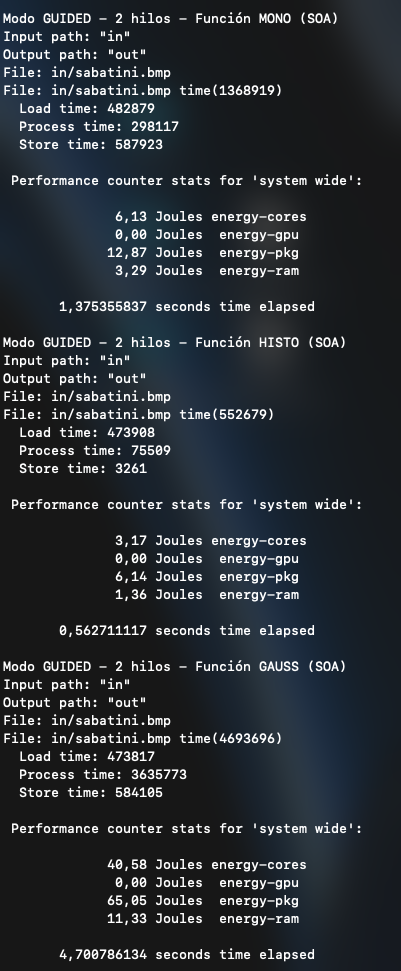 Modo GUIDED – 2 hilos – Función MONO (SOA)
Input path: "in"
Output path: "out"
File: in/sabatini.bmp
File: in/sabatini.bmp time(1368919)
  Load time: 482879
  Process time: 298117
  Store time: 587923

 Performance counter stats for 'system wide':

              6,13 Joules energy-cores
              0,00 Joules  energy-gpu
             12,87 Joules  energy-pkg
              3,29 Joules  energy-ram

       1,375355837 seconds time elapsed

Modo GUIDED – 2 hilos – Función HISTO (SOA)
Input path: "in"
Output path: "out"
File: in/sabatini.bmp
File: in/sabatini.bmp time(552679)
  Load time: 473908
  Process time: 75509
  Store time: 3261

 Performance counter stats for 'system wide':

              3,17 Joules energy-cores
              0,00 Joules  energy-gpu
              6,14 Joules  energy-pkg
              1,36 Joules  energy-ram

       0,562711117 seconds time elapsed

Modo GUIDED – 2 hilos – Función GAUSS (SOA)
Input path: "in"
Output path: "out"
File: in/sabatini.bmp
File: in/sabatini.bmp time(4693696)
  Load time: 473817
  Process time: 3635773
  Store time: 584105

 Performance counter stats for 'system wide':

             40,58 Joules energy-cores
              0,00 Joules  energy-gpu
             65,05 Joules  energy-pkg
             11,33 Joules  energy-ram

       4,700786134 seconds time elapsed